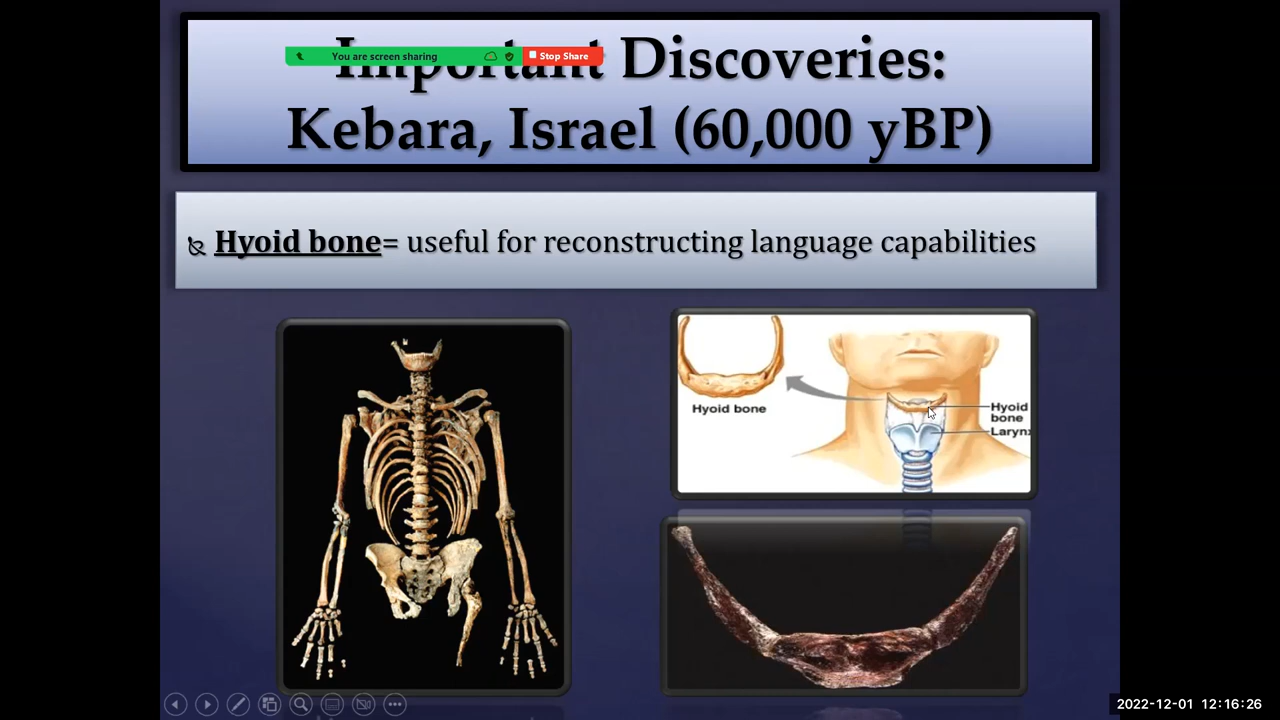 Important Discoveries:
You are screen sharing
Stop Share
Kebara, Israel (60,000 yBP)
Hyoid bone= useful for reconstructing language capabilities
Hyoid bone
Hyoid
bone
Laryn
2022-12-01 12:16:26